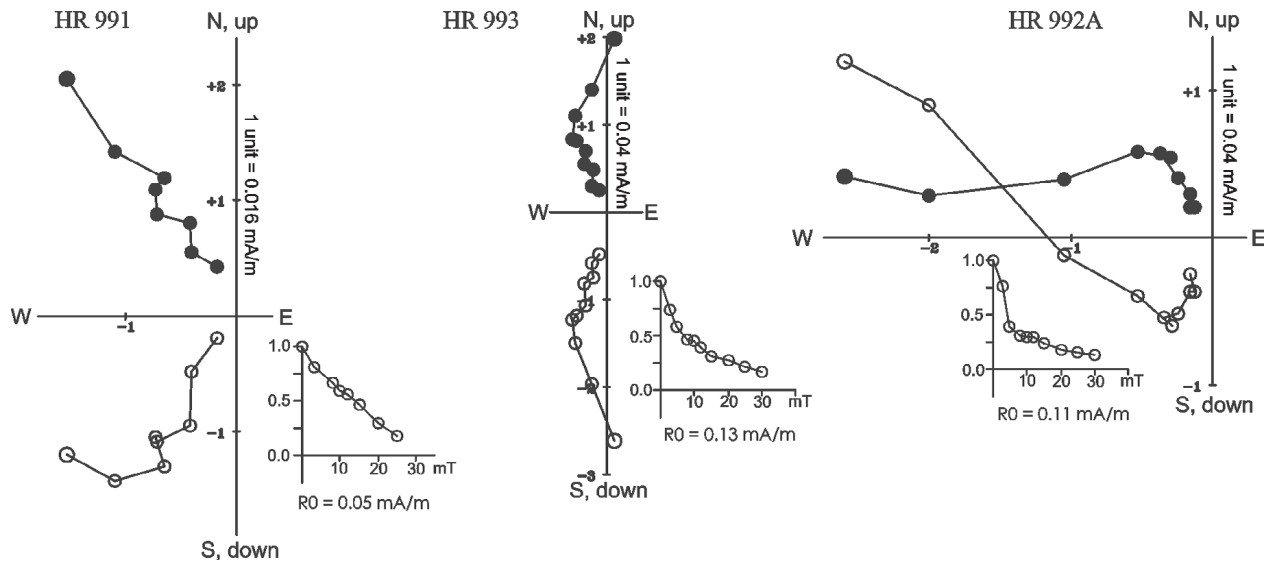 HR 991
N, up
+2
+1
1 unit = 0.016 mA/m
W
E
-1
-1
S, down
1.0
0.5
0.0
10
20
30
mT
R0 = 0.05 mA/m
HR 993
N, up
+2
+1
1 unit = 0.04 mA/m
W
E
-1
-2
-3
S, down
1.0
0.5
0.0
10
20
30
mT
R0 = 0.13 mA/m
HR 992A
N, up
+1
1 unit = 0.04 mA/m
W
E
-2
-1
-1
S, down
1.0
0.5
0.0
10
20
30
mT
R0 = 0.11 mA/m